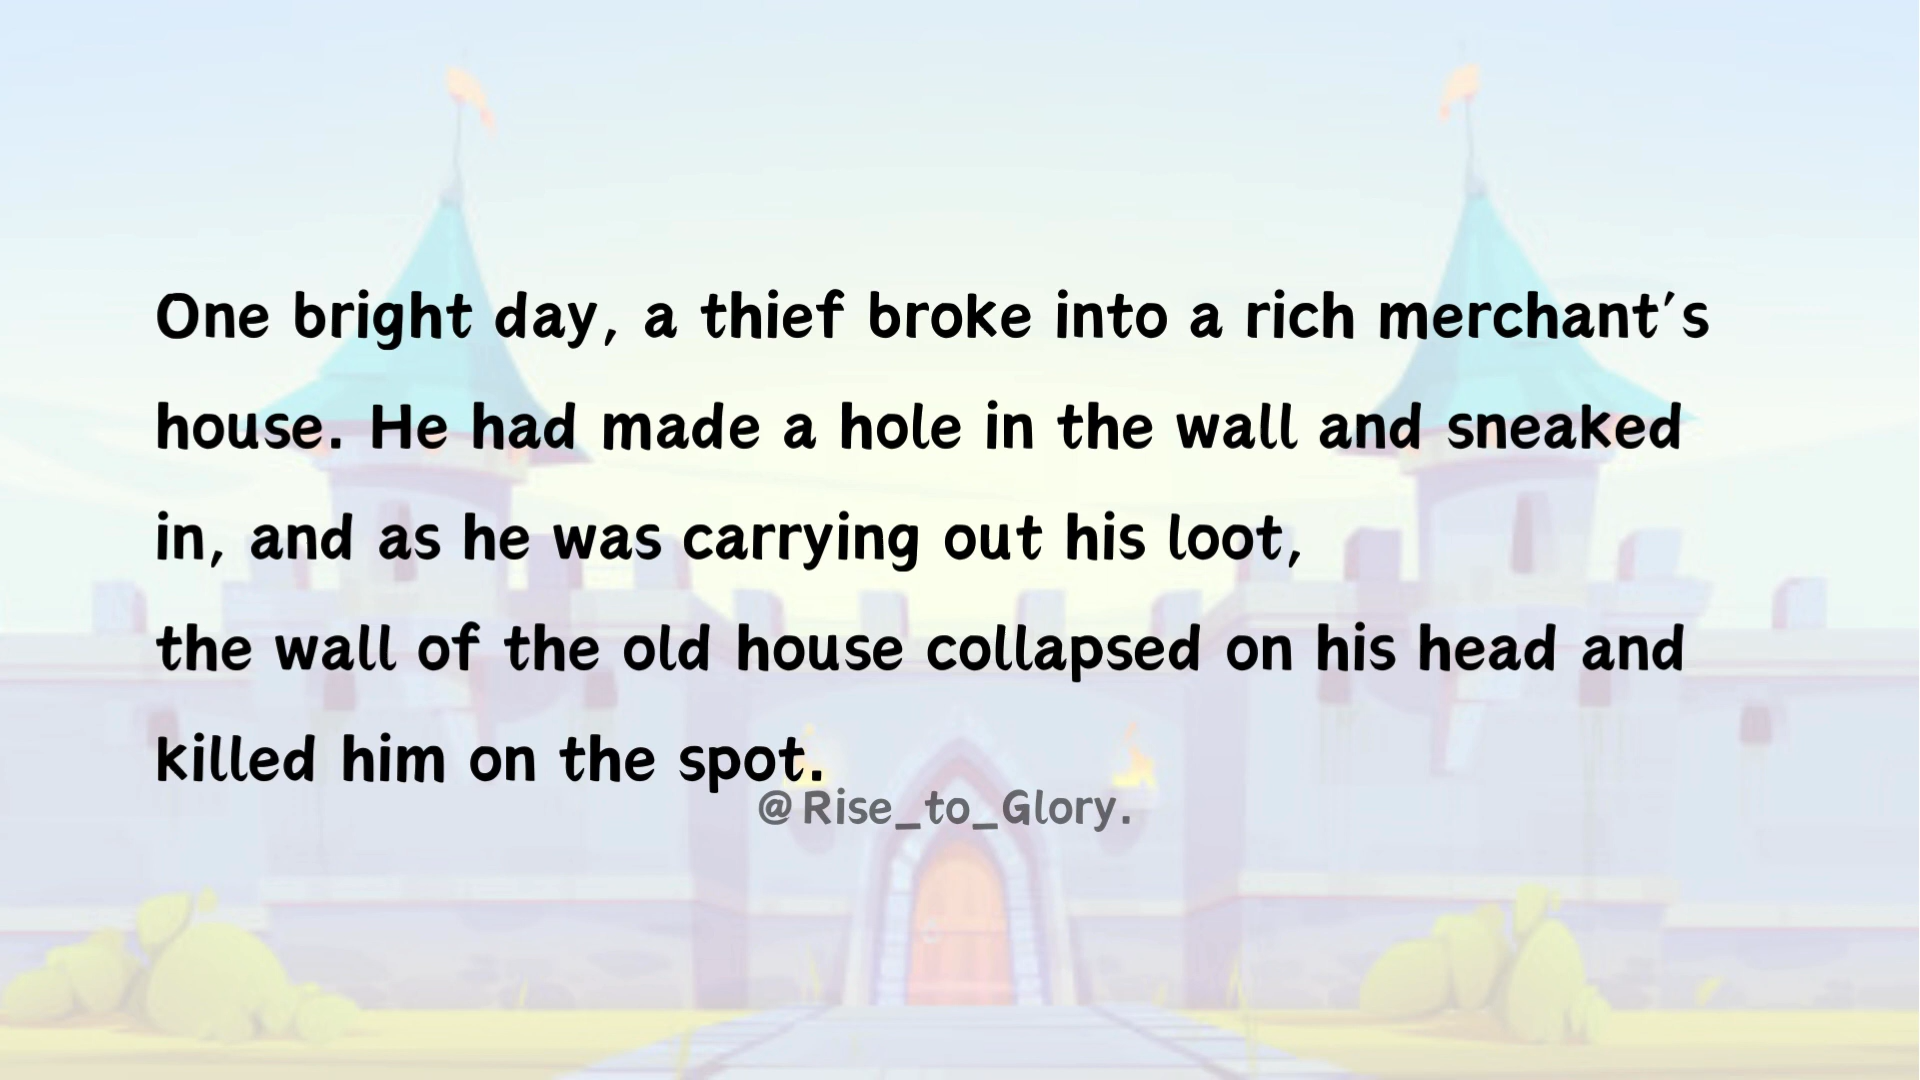 One bright day, a thief broke into a rich merchant's
house. He had made a hole in the wall and sneaked
in, and as he was carrying out his loot,
the wall of the old house collapsed on his head and
killed him on the spot.
@Rise_to_Glory.